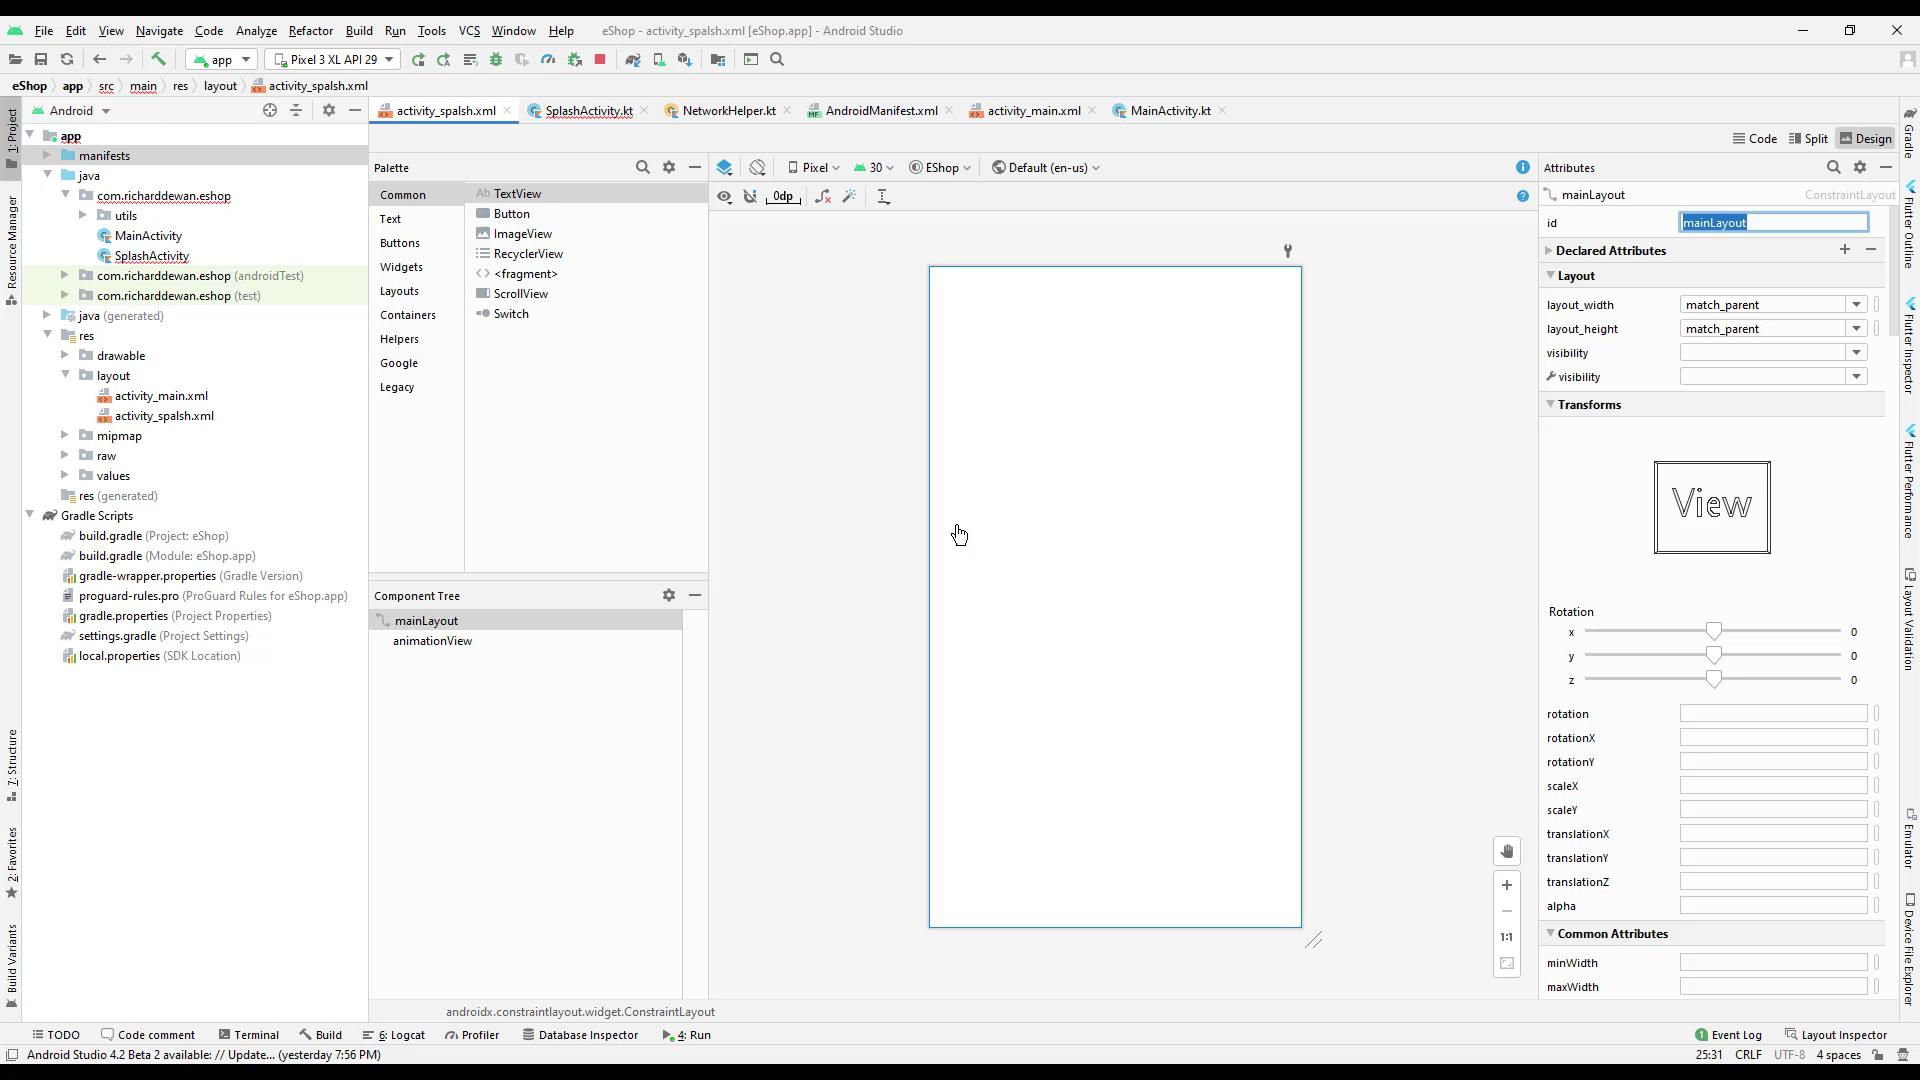 File Edit View Navigate Code Analyze Refactor Build Run Tools VCS Window Help eShop - activity_spalsh.xml [eShop.app] - Android Studio
app Pixel 3 XL API 29
eShop app src main res layout activity_spalsh.xml
Android activity_spalsh.xml SplashActivity.kt NetworkHelper.kt AndroidManifest.xml activity_main.xml MainActivity.kt
Code Split Design
1: Project
Resource Manager
7: Structure
2: Favorites
Build Variants
app
manifests
java
com.richarddewan.eshop
utils
MainActivity
SplashActivity
com.richarddewan.eshop (androidTest)
com.richarddewan.eshop (test)
java (generated)
res
drawable
layout
activity_main.xml
activity_spalsh.xml
mipmap
raw
values
res (generated)
Gradle Scripts
build.gradle (Project: eShop)
build.gradle (Module: eShop.app)
gradle-wrapper.properties (Gradle Version)
proguard-rules.pro (ProGuard Rules for eShop.app)
gradle.properties (Project Properties)
settings.gradle (Project Settings)
local.properties (SDK Location)
Palette
Common
Text
Buttons
Widgets
Layouts
Containers
Helpers
Google
Legacy
Ab TextView
Button
ImageView
RecyclerView
<fragment>
ScrollView
Switch
Component Tree
mainLayout
animationView
Pixel 30 EShop Default (en-us)
0dp
1:1
androidx.constraintlayout.widget.ConstraintLayout
Attributes
mainLayout ConstraintLayout
id mainLayout
Declared Attributes
Layout
layout_width match_parent
layout_height match_parent
visibility
visibility
Transforms
View
Rotation
x 0
y 0
z 0
rotation
rotationX
rotationY
scaleX
scaleY
translationX
translationY
translationZ
alpha
Common Attributes
minWidth
maxWidth
Gradle
Flutter Outline
Flutter Inspector
Flutter Performance
Layout Validation
Emulator
Device File Explorer
TODO Code comment Terminal Build 6: Logcat Profiler Database Inspector 4: Run 1 Event Log Layout Inspector
Android Studio 4.2 Beta 2 available: // Update... (yesterday 7:56 PM) 25:31 CRLF UTF-8 4 spaces